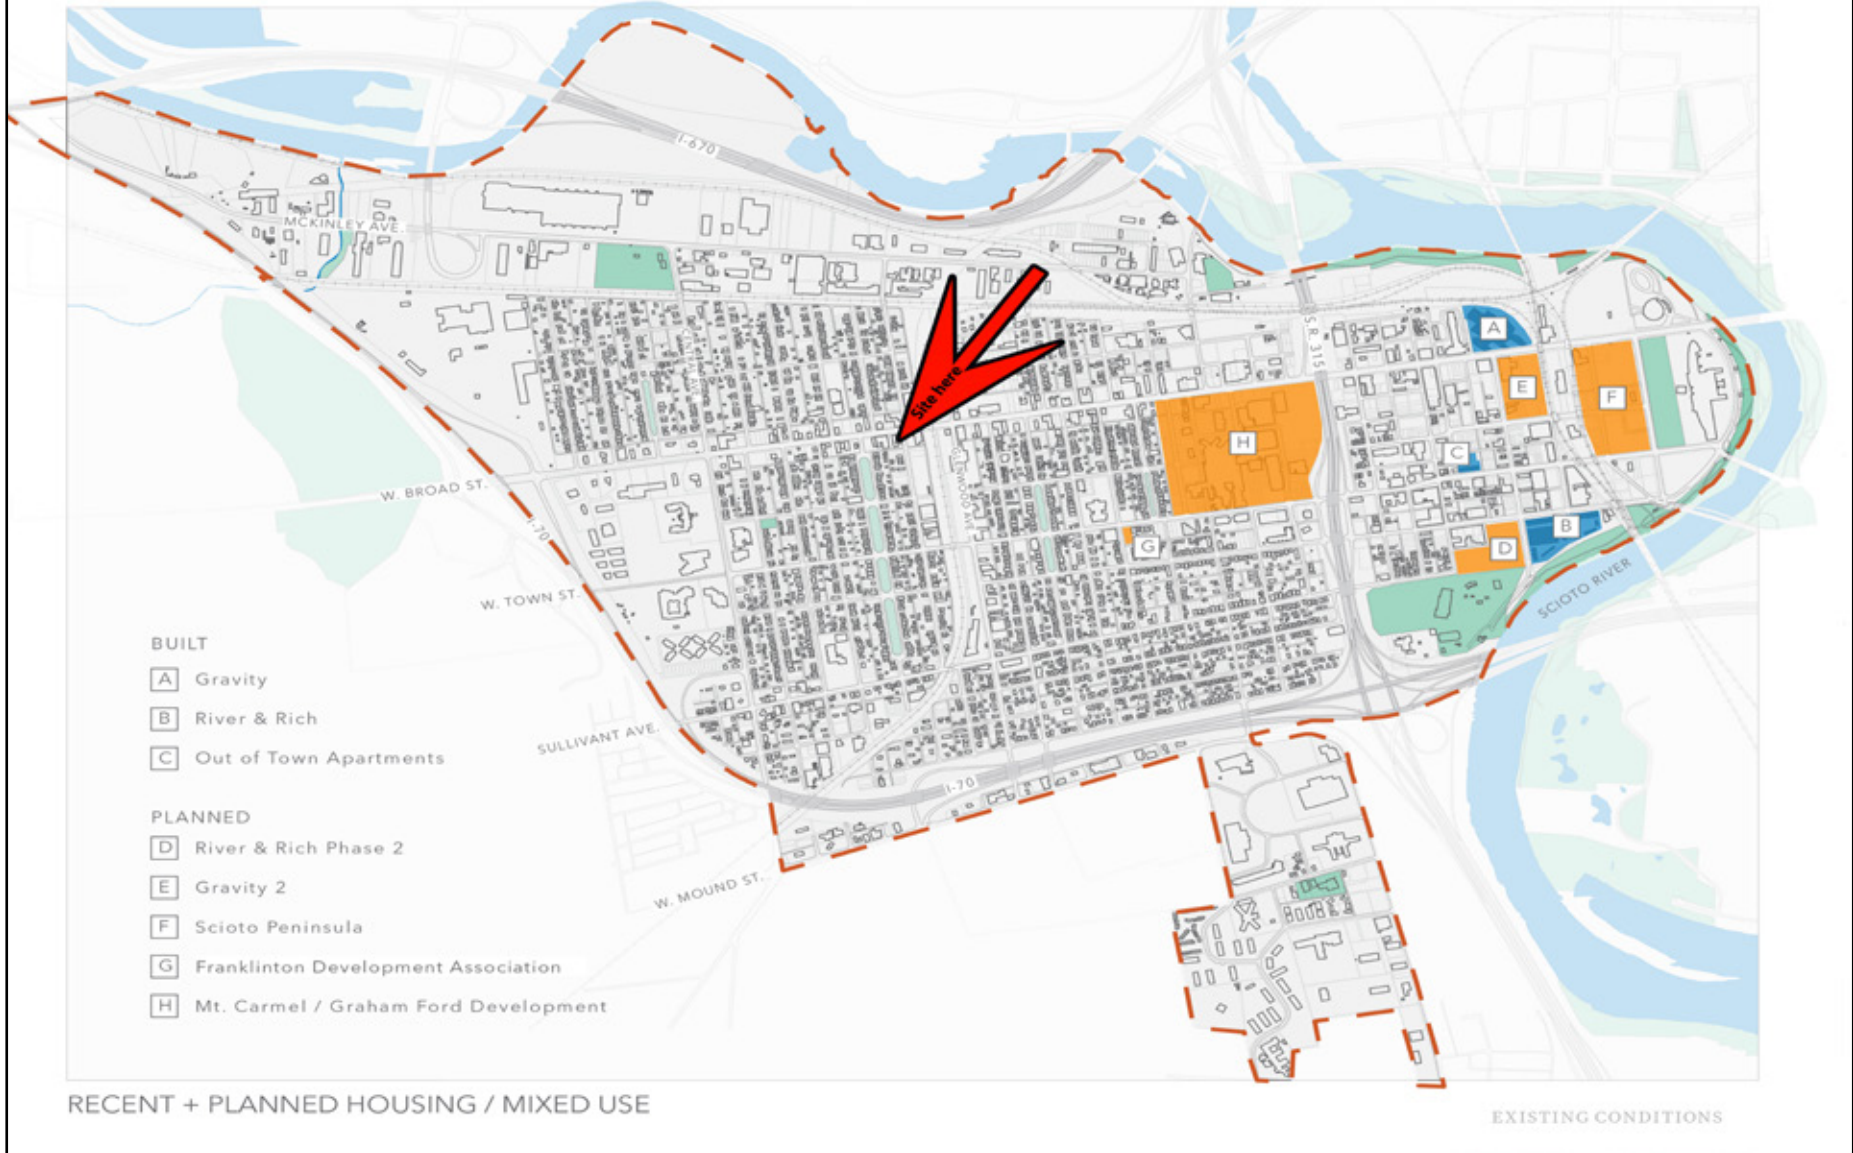 I-670
MCKINLEY AVE.
Site here
S.R. 315
A
E
F
H
C
W. BROAD ST.
I-70
B
G
D
W. TOWN ST.
SCIOTO RIVER
SULLIVANT AVE.
I-70
W. MOUND ST.
BUILT
A Gravity
B River & Rich
C Out of Town Apartments
PLANNED
D River & Rich Phase 2
E Gravity 2
F Scioto Peninsula
G Franklinton Development Association
H Mt. Carmel / Graham Ford Development
RECENT + PLANNED HOUSING / MIXED USE
EXISTING CONDITIONS